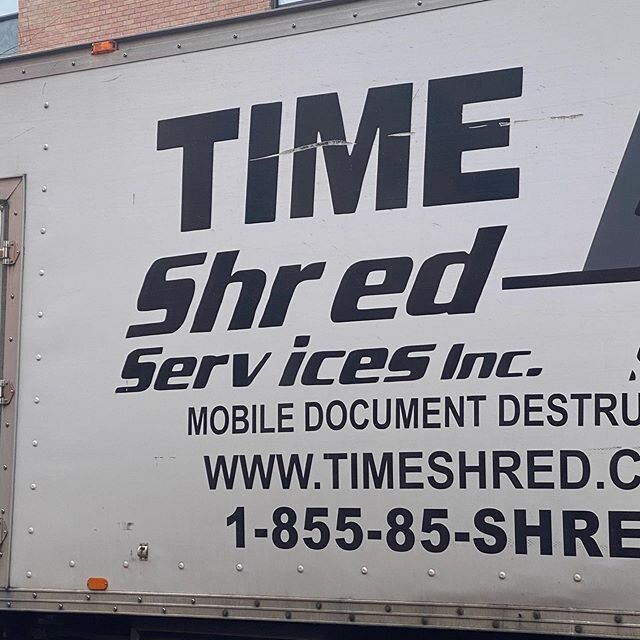 TIME
Shred
Services Inc.
MOBILE DOCUMENT DESTRU
WWW.TIMESHRED.C
1-855-85-SHRE